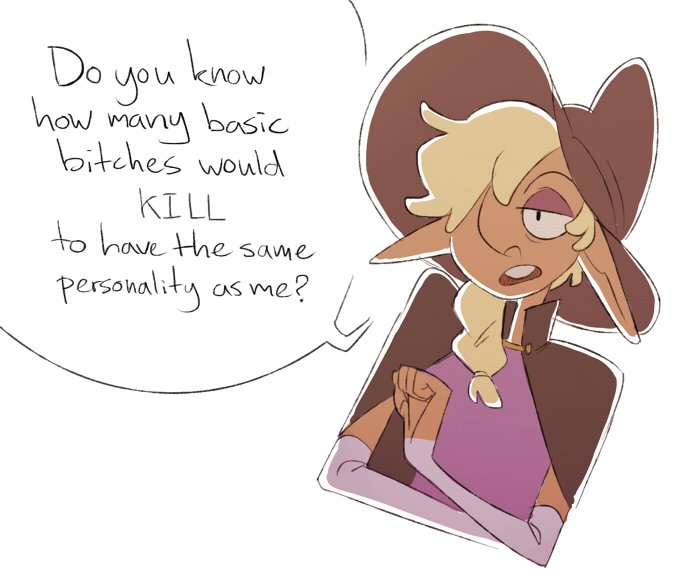 Do you know
how many basic
bitches would
KILL
to have the same
personality as me?